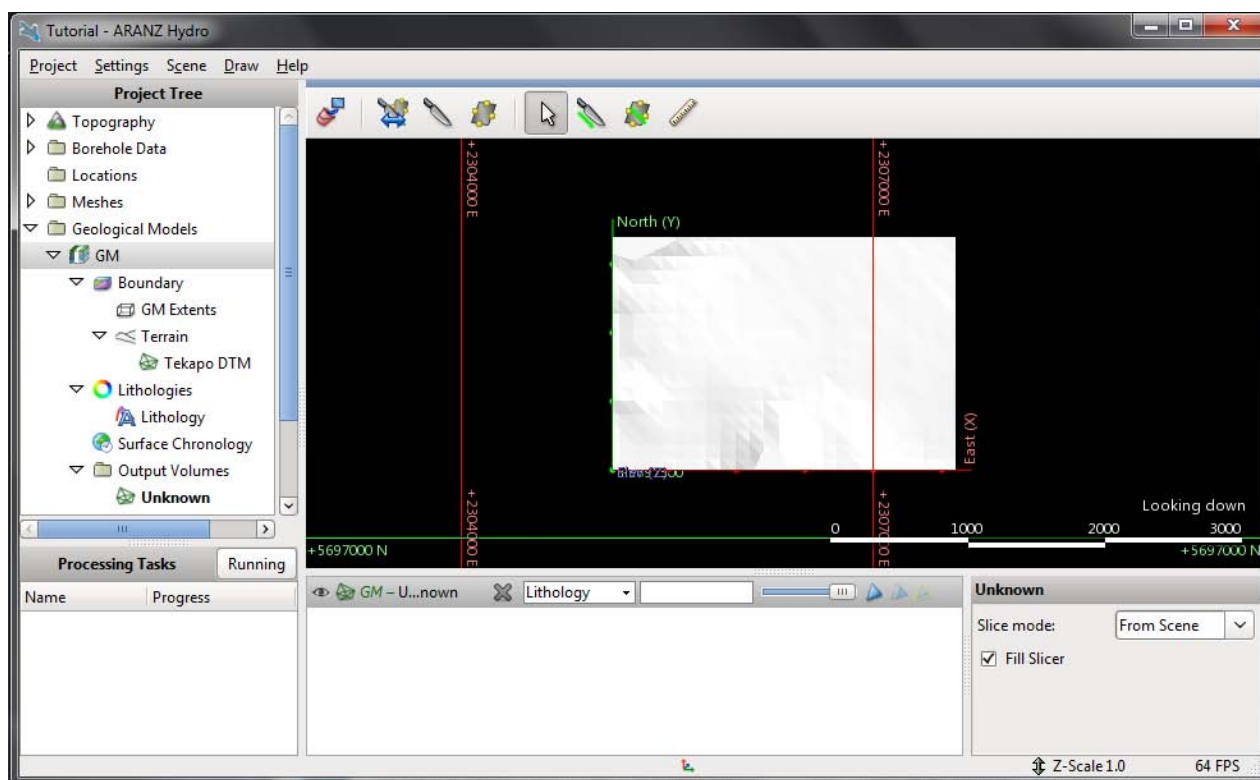 Tutorial - ARANZ Hydro
Project Settings Scene Draw Help
Project Tree
Topography
Borehole Data
Locations
Meshes
Geological Models
GM
Boundary
GM Extents
Terrain
Tekapo DTM
Lithologies
Lithology
Surface Chronology
Output Volumes
Unknown
Processing Tasks Running
Name Progress
+2304000 E
+2307000 E
North (Y)
East (X)
+2304000 E
+2307000 E
Looking down
0 1000 2000 3000
+5697000 N +5697000 N
GM – U...nown Lithology
Unknown
Slice mode: From Scene
Fill Slicer
Z-Scale 1.0 64 FPS